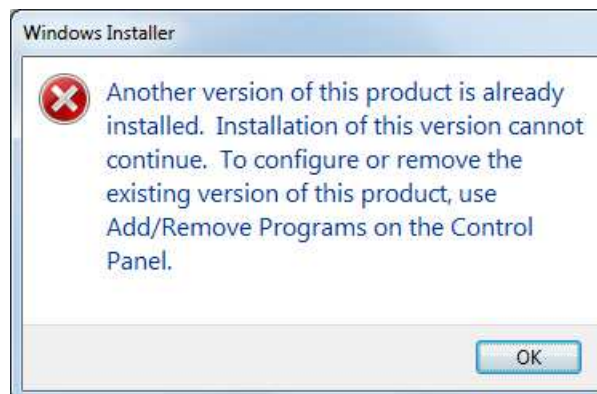 Windows Installer
Another version of this product is already
installed.  Installation of this version cannot
continue.  To configure or remove the
existing version of this product, use
Add/Remove Programs on the Control
Panel.
OK